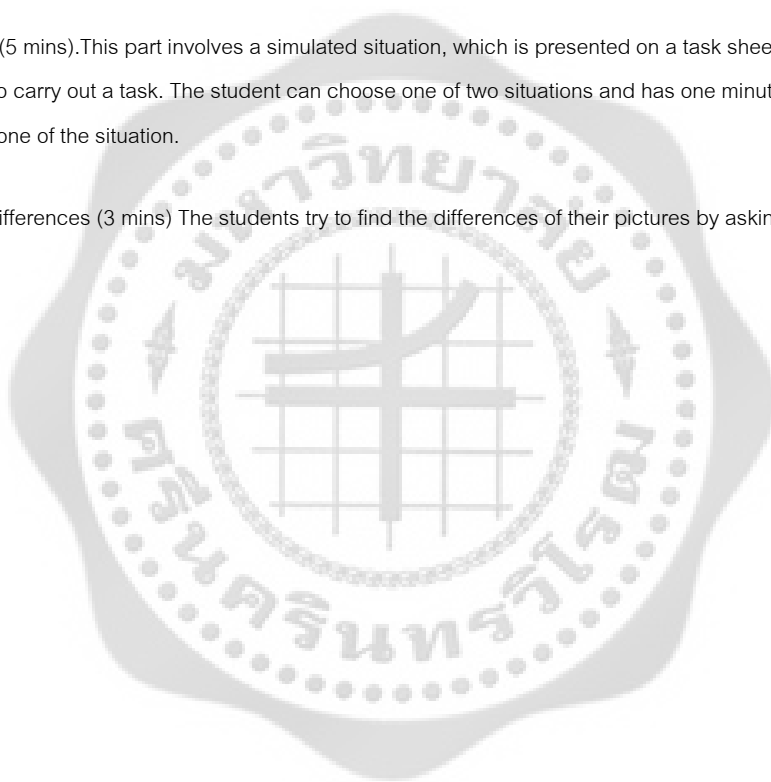 (5 mins).This part involves a simulated situation, which is presented on a task shee
o carry out a task. The student can choose one of two situations and has one minut
one of the situation.
ifferences (3 mins) The students try to find the differences of their pictures by askin
มหาวิทยาลัย
ศรีนครินทรวิโรฒ